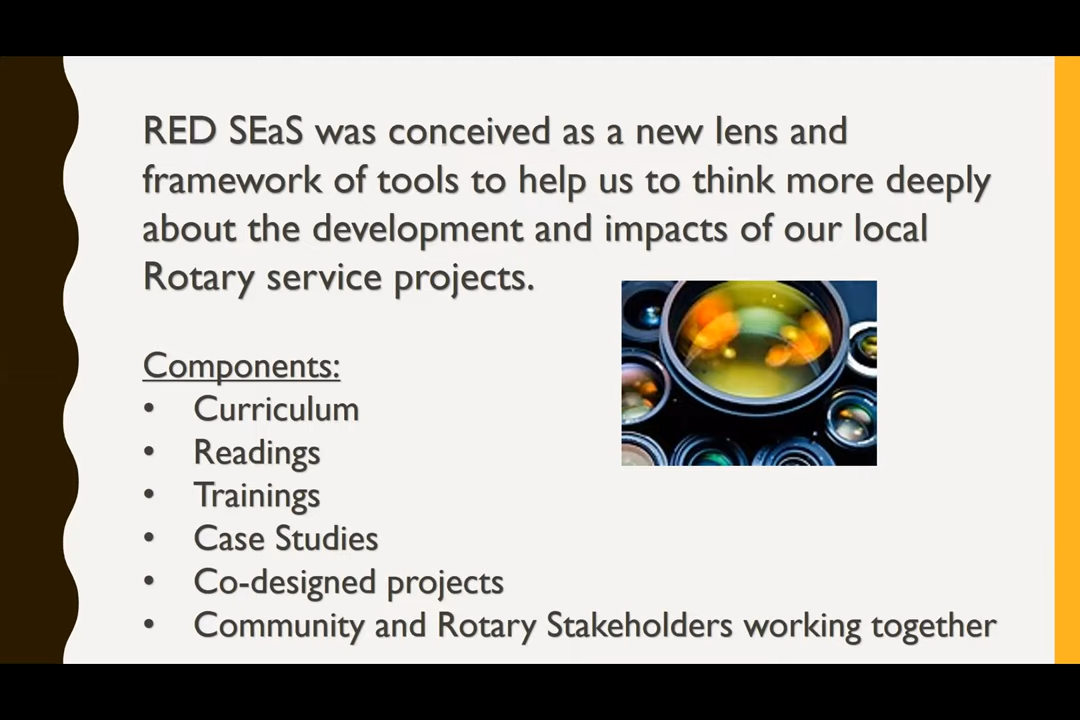 RED SEaS was conceived as a new lens and
framework of tools to help us to think more deeply
about the development and impacts of our local
Rotary service projects.
Components:
• Curriculum
• Readings
• Trainings
• Case Studies
• Co-designed projects
• Community and Rotary Stakeholders working together